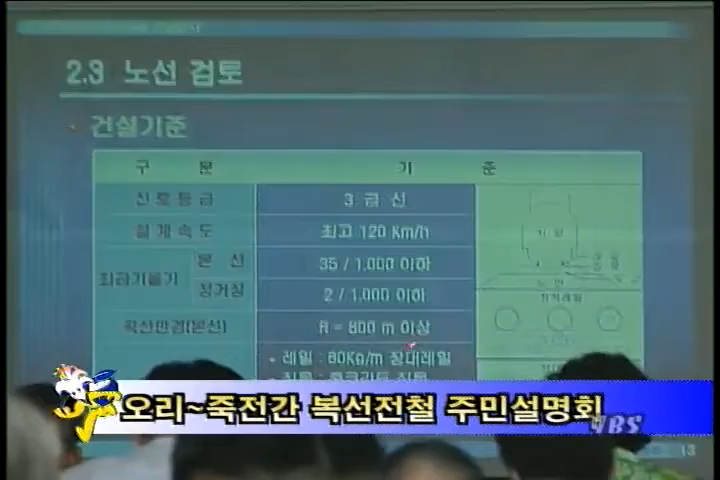 2.3 노선 검토
건설기준
구 분 기 준
선로등급 3 급 선
설계속도 최고 120 Km/h
최급기울기 본 선 35 / 1,000 이하
정거장 2 / 1,000 이하
곡선반경(본선) R = 800 m 이상
레일 : 60Kg/m 장대레일
오리~죽전간 복선전철 주민설명회
YBS
13